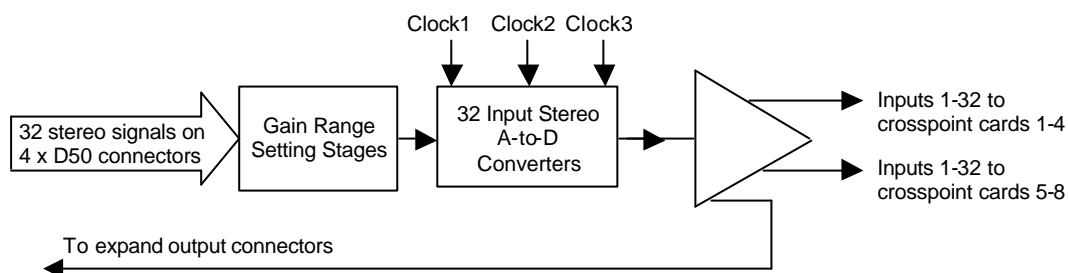 Clock1 Clock2 Clock3
32 stereo signals on
4 x D50 connectors
Gain Range
Setting Stages
32 Input Stereo
A-to-D
Converters
Inputs 1-32 to
crosspoint cards 1-4
Inputs 1-32 to
crosspoint cards 5-8
To expand output connectors